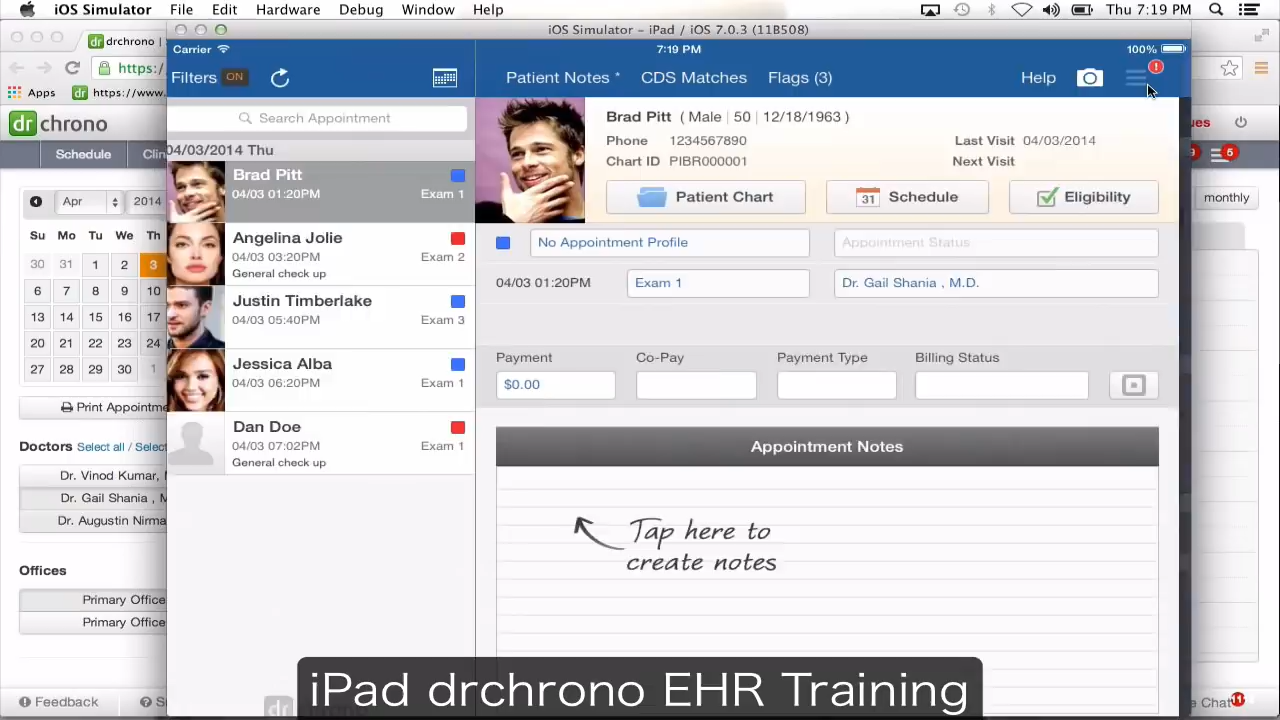 iOS Simulator File Edit Hardware Debug Window Help Thu 7:19 PM
iOS Simulator – iPad / iOS 7.0.3 (11B508)
drchrono
https:/
Apps https://www.
dr chrono
Schedule
Apr 2014
Su Mo Tu We Th
30 31 1 2 3
6 7 8 9 10
13 14 15 16 17
20 21 22 23 24
27 28 29 30 1
Print Appointm
Doctors Select all / Select
Dr. Vinod Kumar,
Dr. Gail Shania ,
Dr. Augustin Nirma
Offices
Primary Office
Primary Office
Feedback
Carrier 7:19 PM 100%
Filters ON
Search Appointment
04/03/2014 Thu
Brad Pitt
04/03 01:20PM Exam 1
Angelina Jolie
04/03 03:20PM Exam 2
General check up
Justin Timberlake
04/03 05:40PM Exam 3
Jessica Alba
04/03 06:20PM Exam 1
Dan Doe
04/03 07:02PM Exam 1
General check up
Patient Notes * CDS Matches Flags (3) Help !
Brad Pitt ( Male | 50 | 12/18/1963 )
Phone 1234567890 Last Visit 04/03/2014
Chart ID PIBR000001 Next Visit
Patient Chart 31 Schedule Eligibility
No Appointment Profile Appointment Status
04/03 01:20PM Exam 1 Dr. Gail Shania , M.D.
Payment Co-Pay Payment Type Billing Status
$0.00
Appointment Notes
Tap here to
create notes
iPad drchrono EHR Training
5
monthly
Chat